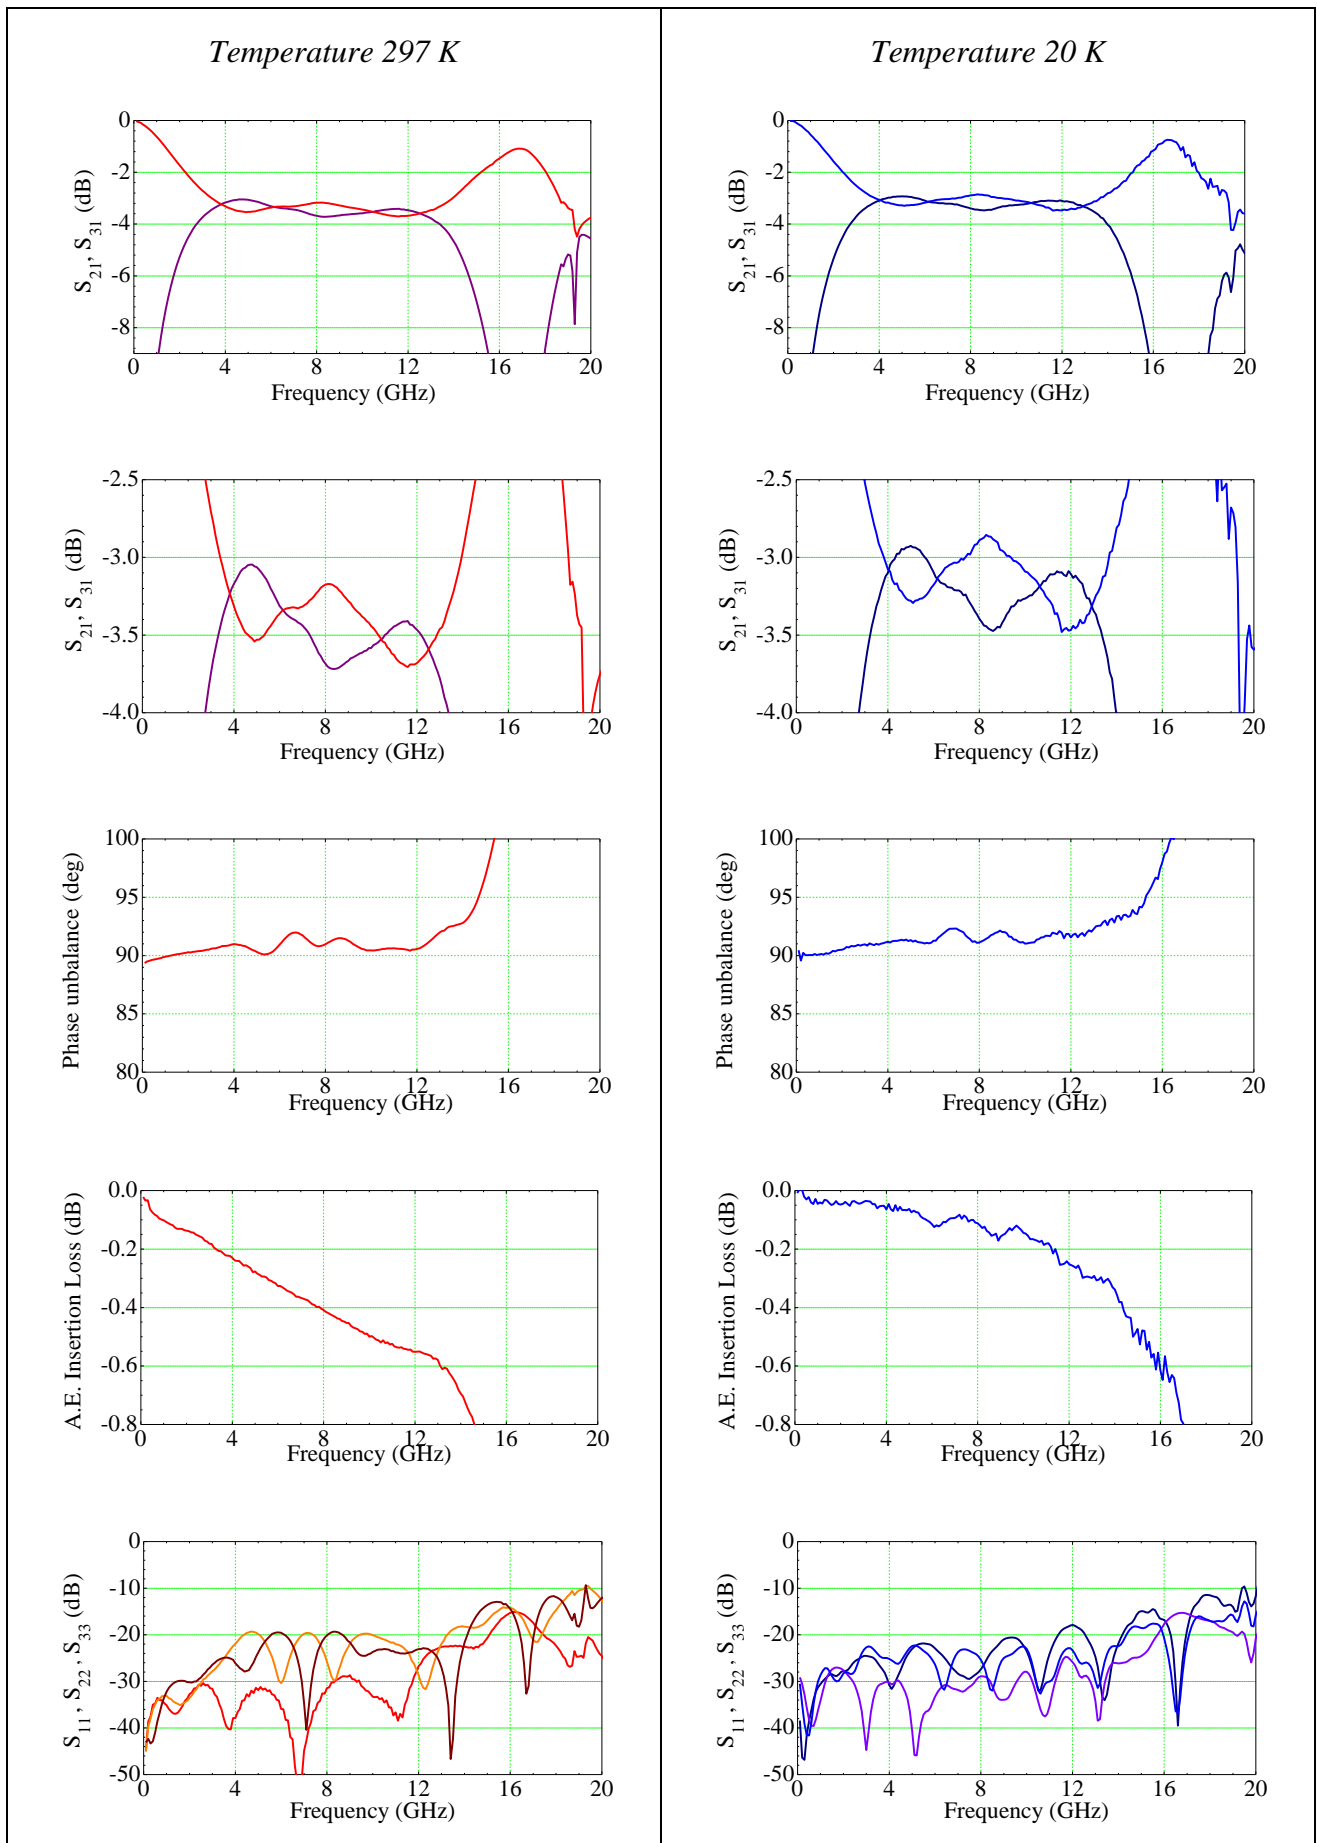 Temperature 297 K
0
-2
-4
-6
-8
S21, S31 (dB)
0 4 8 12 16 20
Frequency (GHz)
-2.5
-3.0
-3.5
-4.0
S21, S31 (dB)
0 4 8 12 16 20
Frequency (GHz)
100
95
90
85
80
Phase unbalance (deg)
0 4 8 12 16 20
Frequency (GHz)
0.0
-0.2
-0.4
-0.6
-0.8
A.E. Insertion Loss (dB)
0 4 8 12 16 20
Frequency (GHz)
0
-10
-20
-30
-40
-50
S11, S22, S33 (dB)
0 4 8 12 16 20
Frequency (GHz)
Temperature 20 K
0
-2
-4
-6
-8
S21, S31 (dB)
0 4 8 12 16 20
Frequency (GHz)
-2.5
-3.0
-3.5
-4.0
S21, S31 (dB)
0 4 8 12 16 20
Frequency (GHz)
100
95
90
85
80
Phase unbalance (deg)
0 4 8 12 16 20
Frequency (GHz)
0.0
-0.2
-0.4
-0.6
-0.8
A.E. Insertion Loss (dB)
0 4 8 12 16 20
Frequency (GHz)
0
-10
-20
-30
-40
-50
S11, S22, S33 (dB)
0 4 8 12 16 20
Frequency (GHz)